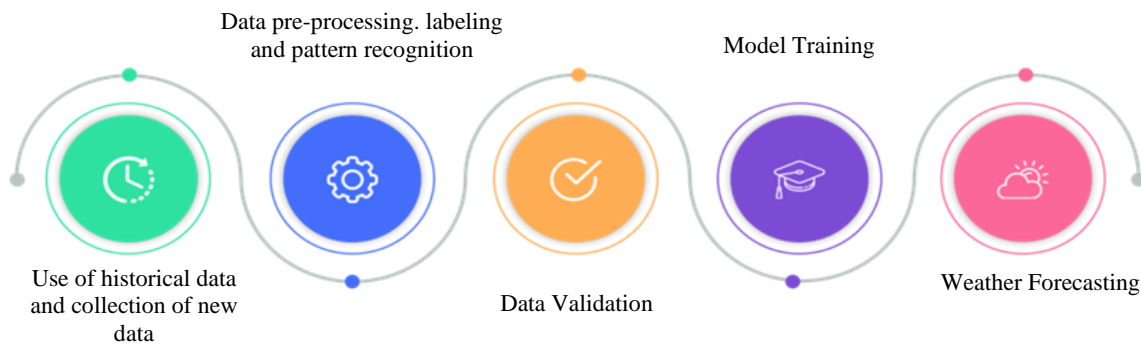 Use of historical data
and collection of new
data
Data pre-processing. labeling
and pattern recognition
Data Validation
Model Training
Weather Forecasting